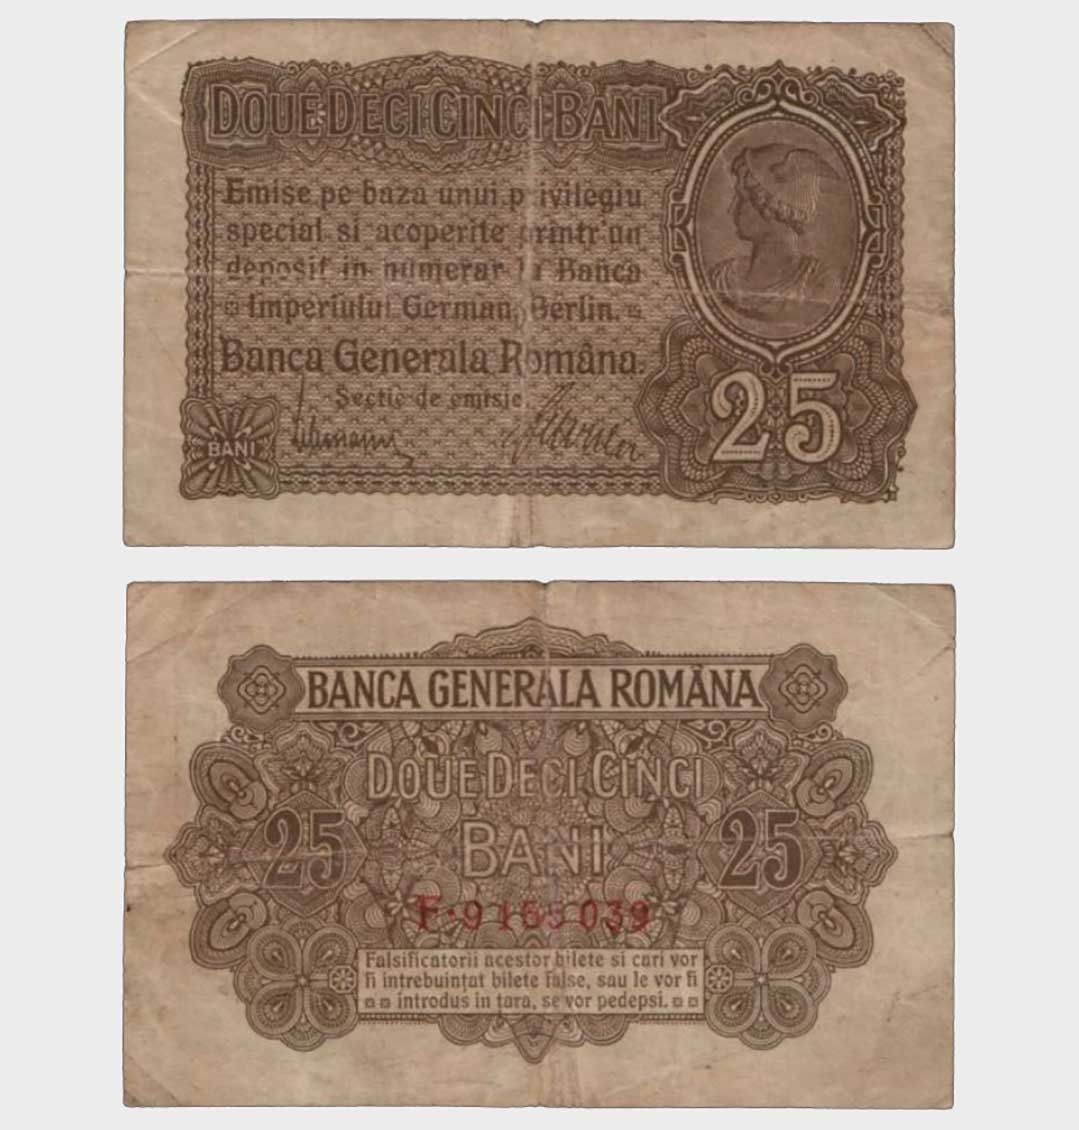 DOUE DECI CINCI BANI
Emise pe baza unui privilegiu
special si acoperite printr'un
deposit in numerar la Banca
Imperiului German, Berlin.
Banca Generala Româna.
Sectie de emisie
BANI
25
BANCA GENERALA ROMÂNA
DOUE DECI CINCI
25 BANI 25
F·9165039
Falsificatorii acestor bilete si cari vor
fi intrebuințat bilete false, sau le vor fi
introdus in țara, se vor pedepsi.